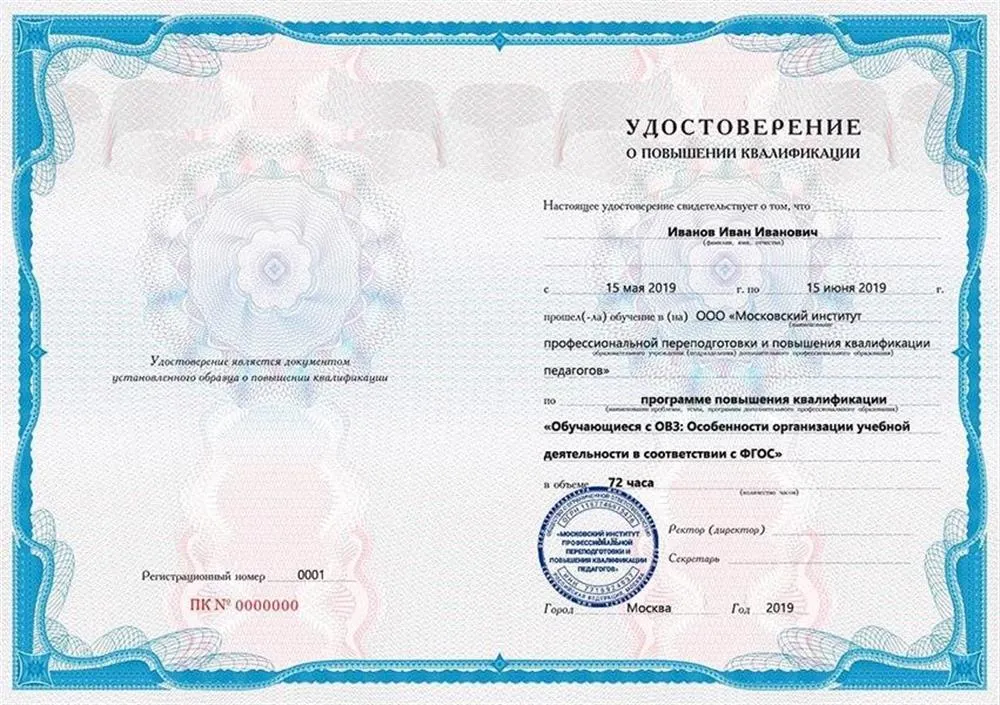 Удостоверение является документом
установленного образца о повышении квалификации
Регистрационный номер 0001
ПК № 0000000
УДОСТОВЕРЕНИЕ
О ПОВЫШЕНИИ КВАЛИФИКАЦИИ
Настоящее удостоверение свидетельствует о том, что
Иванов Иван Иванович
(фамилия, имя, отчество)
с 15 мая 2019 г. по 15 июня 2019 г.
прошел(-ла) обучение в (на) ООО «Московский институт
(наименование
профессиональной переподготовки и повышения квалификации
образовательного учреждения (подразделения) дополнительного профессионального образования)
педагогов»
по программе повышения квалификации
(наименование проблемы, темы, программы дополнительного профессионального образования)
«Обучающиеся с ОВЗ: Особенности организации учебной
деятельности в соответствии с ФГОС»
в объеме 72 часа
(количество часов)
«МОСКОВСКИЙ ИНСТИТУТ
ПРОФЕССИОНАЛЬНОЙ
ПЕРЕПОДГОТОВКИ И
ПОВЫШЕНИЯ КВАЛИФИКАЦИИ
ПЕДАГОГОВ»
РОССИЙСКАЯ ФЕДЕРАЦИЯ МОСКВА
Ректор (директор)
Секретарь
Город Москва Год 2019